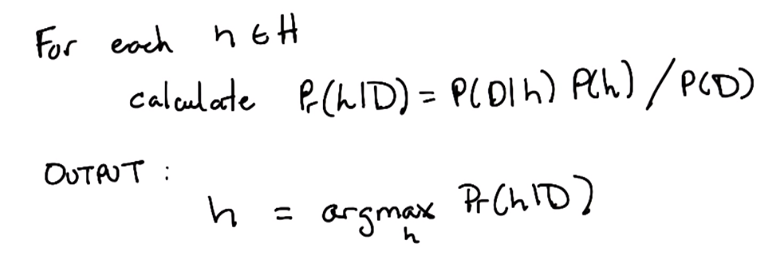 For each h ∈ H
calculate Pr(h|D) = P(D|h) P(h) / P(D)
OUTPUT :
h = argmax Pr(h|D)
h